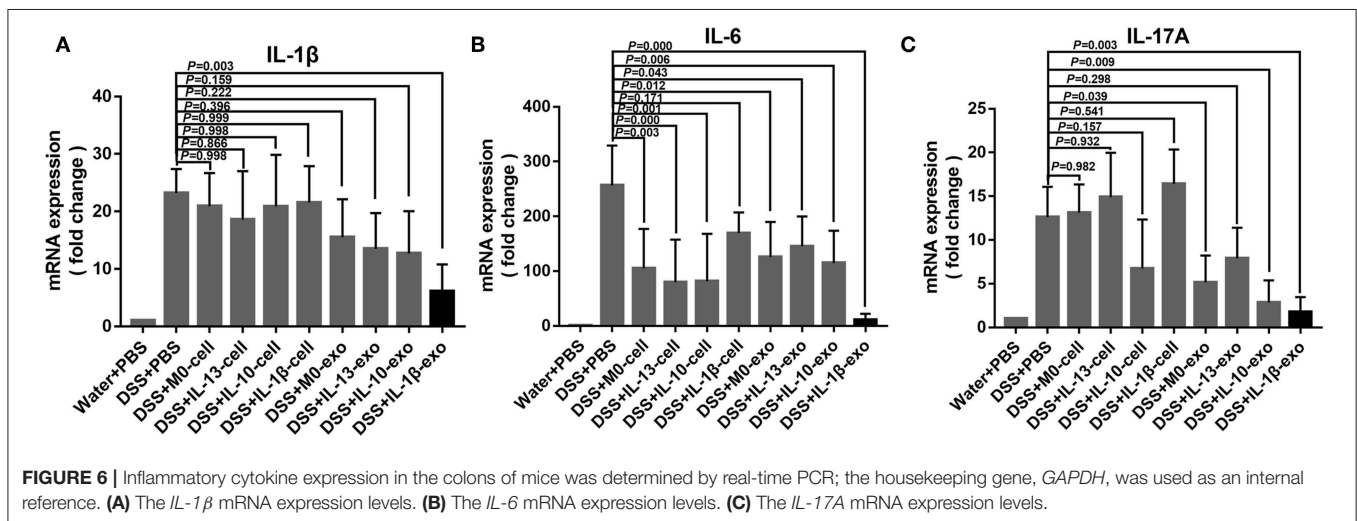 A
IL-1β
P=0.003
P=0.159
P=0.222
P=0.396
P=0.999
P=0.998
P=0.866
P=0.998
mRNA expression
( fold change )
40
30
20
10
0
Water+PBS
DSS+PBS
DSS+M0-cell
DSS+IL-13-cell
DSS+IL-10-cell
DSS+IL-1β-cell
DSS+M0-exo
DSS+IL-13-exo
DSS+IL-10-exo
DSS+IL-1β-exo
B
IL-6
P=0.000
P=0.006
P=0.043
P=0.012
P=0.171
P=0.001
P=0.000
P=0.003
mRNA expression
( fold change )
400
300
200
100
0
Water+PBS
DSS+PBS
DSS+M0-cell
DSS+IL-13-cell
DSS+IL-10-cell
DSS+IL-1β-cell
DSS+M0-exo
DSS+IL-13-exo
DSS+IL-10-exo
DSS+IL-1β-exo
C
IL-17A
P=0.003
P=0.009
P=0.298
P=0.039
P=0.541
P=0.157
P=0.932
P=0.982
mRNA expression
( fold change )
25
20
15
10
5
0
Water+PBS
DSS+PBS
DSS+M0-cell
DSS+IL-13-cell
DSS+IL-10-cell
DSS+IL-1β-cell
DSS+M0-exo
DSS+IL-13-exo
DSS+IL-10-exo
DSS+IL-1β-exo
FIGURE 6 | Inflammatory cytokine expression in the colons of mice was determined by real-time PCR; the housekeeping gene, GAPDH, was used as an internal
reference. (A) The IL-1β mRNA expression levels. (B) The IL-6 mRNA expression levels. (C) The IL-17A mRNA expression levels.